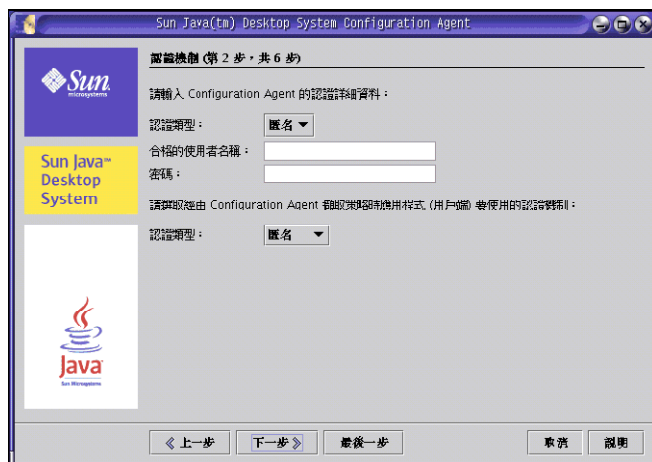 Sun Java(tm) Desktop System Configuration Agent
Sun
microsystems
Sun Java™
Desktop
System
Java
Sun Microsystems
認證機制 (第 2 步，共 6 步)
請輸入 Configuration Agent 的認證詳細資料：
認證類型：
匿名
合格的使用者名稱：
密碼：
請選取經由 Configuration Agent 擷取策略時應用程式 (用戶端) 要使用的認證機制：
認證類型：
匿名
上一步
下一步
最後一步
取消
說明